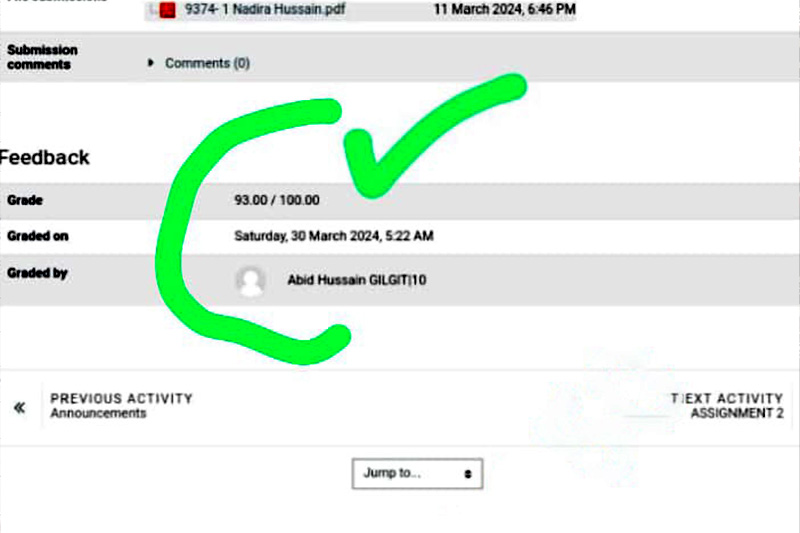 9374- 1 Nadira Hussain.pdf 11 March 2024, 6:46 PM
Submission comments
Comments (0)
Feedback
Grade 93.00 / 100.00
Graded on Saturday, 30 March 2024, 5:22 AM
Graded by Abid Hussain GILGIT|10
PREVIOUS ACTIVITY
Announcements
EXT ACTIVITY
ASSIGNMENT 2
Jump to...